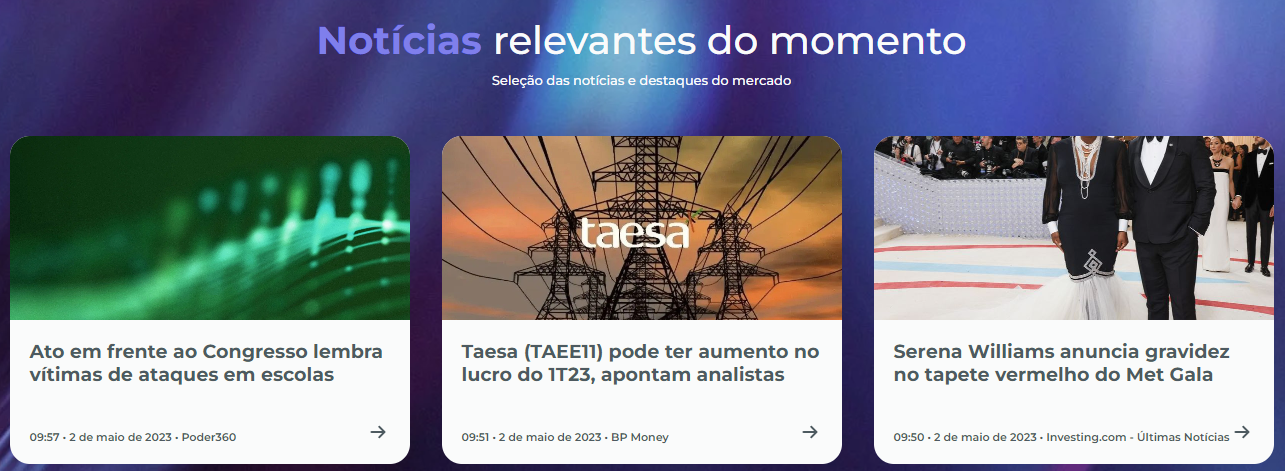 Notícias relevantes do momento
Seleção das notícias e destaques do mercado
taesa
Ato em frente ao Congresso lembra
vítimas de ataques em escolas
09:57 • 2 de maio de 2023 • Poder360
Taesa (TAEE11) pode ter aumento no
lucro do 1T23, apontam analistas
09:51 • 2 de maio de 2023 • BP Money
Serena Williams anuncia gravidez
no tapete vermelho do Met Gala
09:50 • 2 de maio de 2023 • Investing.com - Últimas Notícias